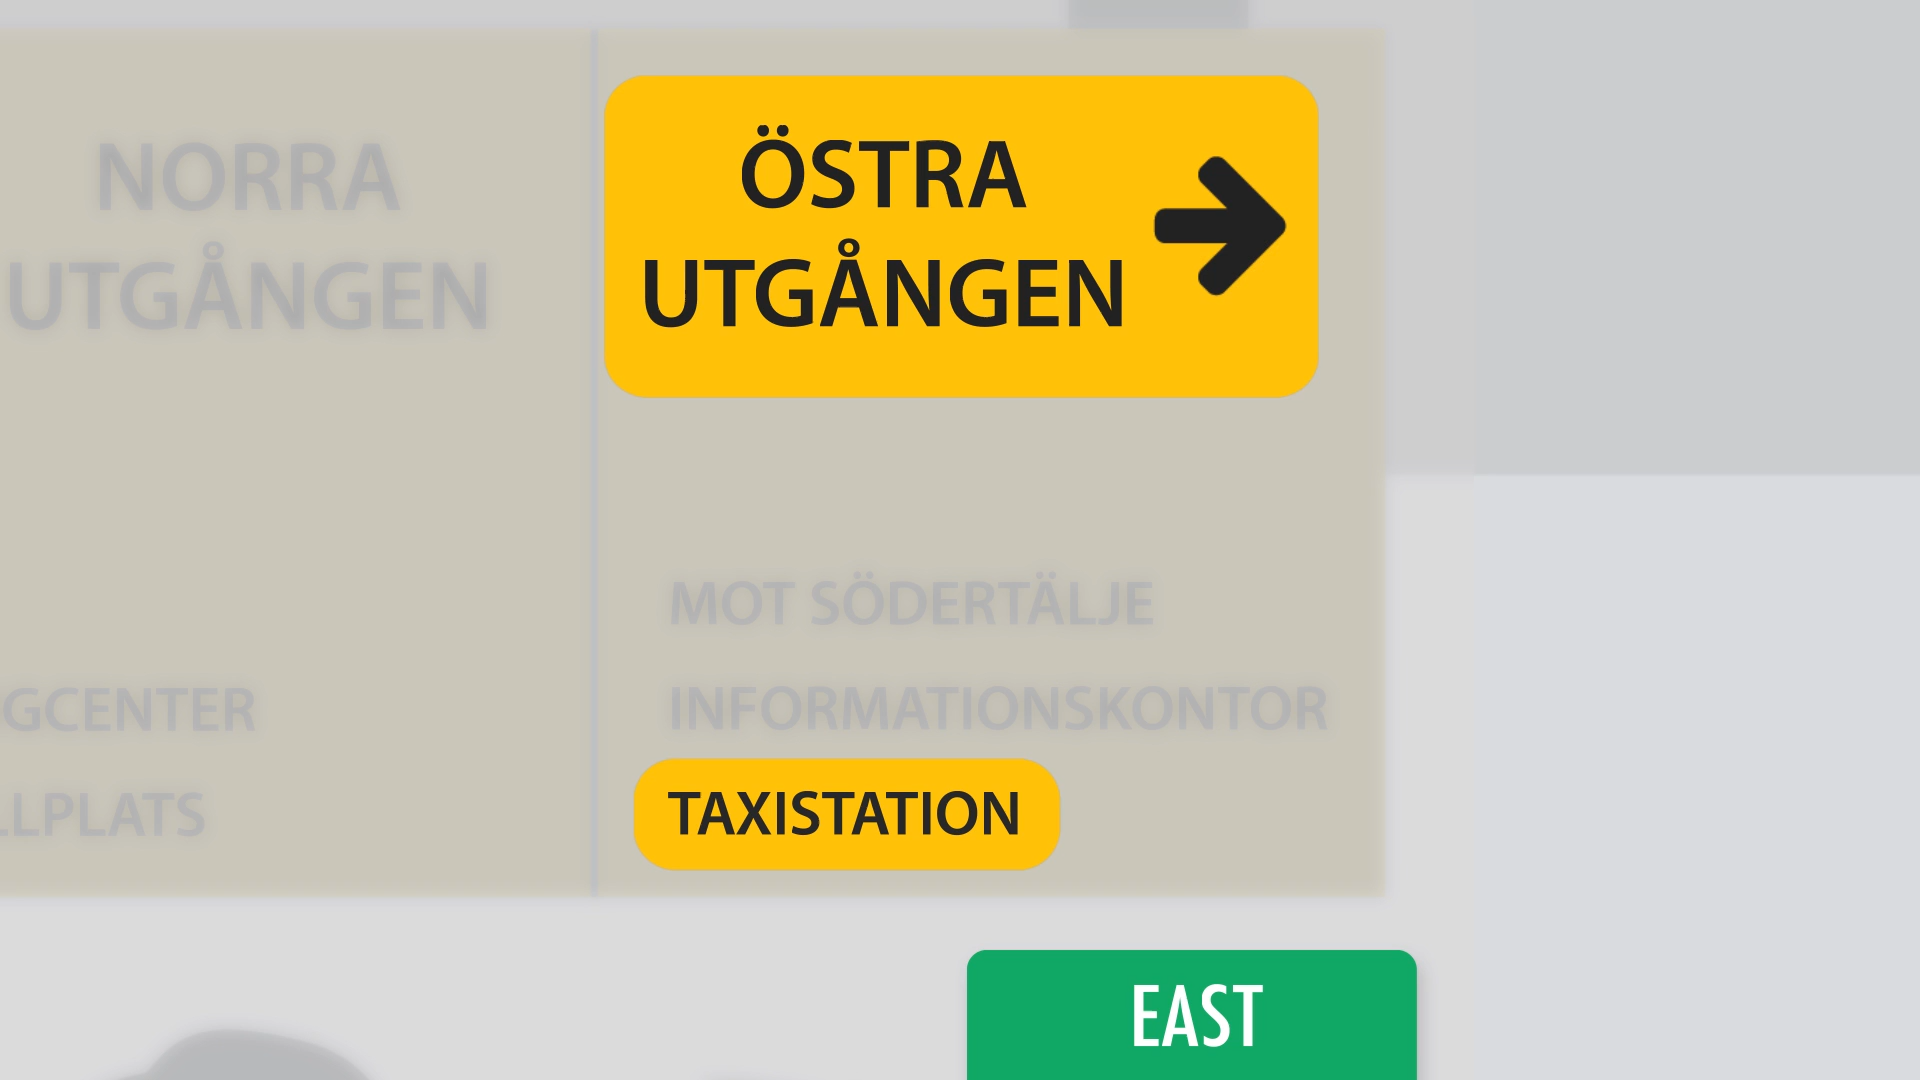 NORRA
UTGÅNGEN
GCENTER
LLPLATS
ÖSTRA
UTGÅNGEN
MOT SÖDERTÄLJE
INFORMATIONSKONTOR
TAXISTATION
EAST